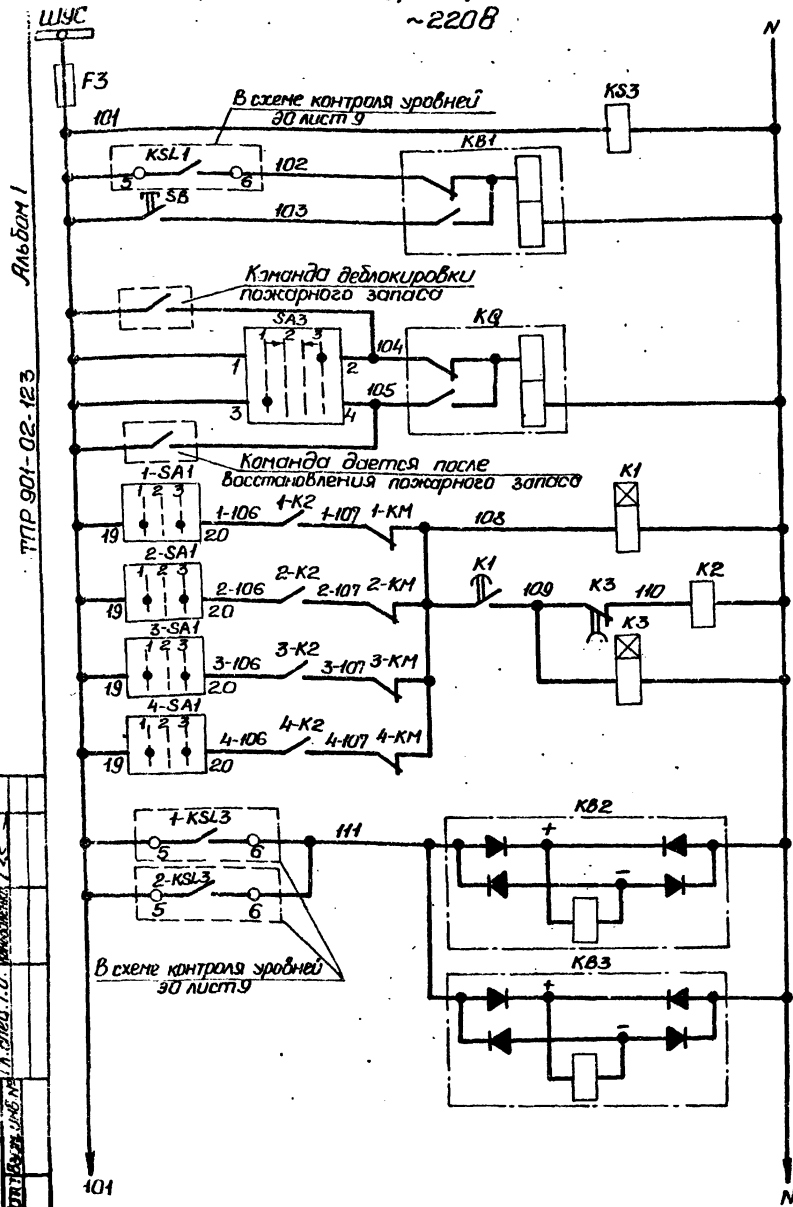 ~220В
ШУС
N
F3
101
В схеме контроля уровней
ЭО лист 9
KS3
KSL1
5
6
102
KB1
SB
103
Альбом 1
Команда деблокировки
пожарного запаса
SA3
1 2 3
1
2
104
KQ
3
4
105
ТПР 901-02-123
Команда дается после
восстановления пожарного запаса
1-SA1
1 2 3
19
20
1-106
1-K2
1-107
1-KM
108
K1
2-SA1
1 2 3
19
20
2-106
2-K2
2-107
2-KM
K1
109
K3
110
K2
K3
3-SA1
1 2 3
19
20
3-106
3-K2
3-107
3-KM
4-SA1
1 2 3
19
20
4-106
4-K2
4-107
4-KM
1-KSL3
5
6
111
KB2
+
-
2-KSL3
5
6
В схеме контроля уровней
ЭО лист 9
KB3
+
-
101
N